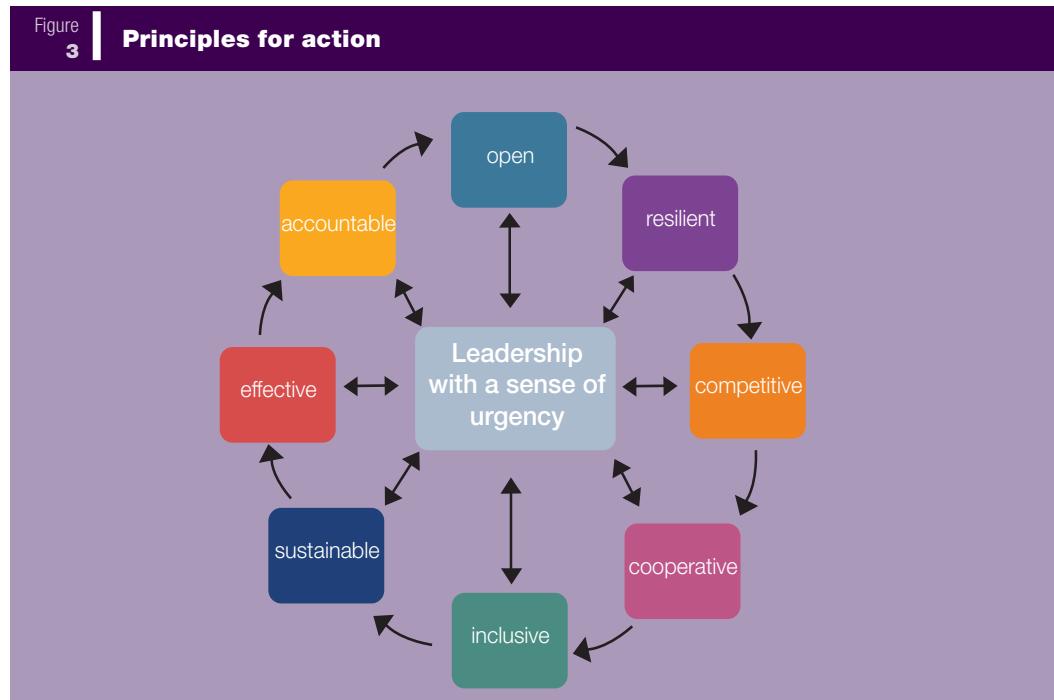 Figure
3
Principles for action
open
resilient
competitive
cooperative
inclusive
sustainable
effective
accountable
Leadership
with a sense of
urgency